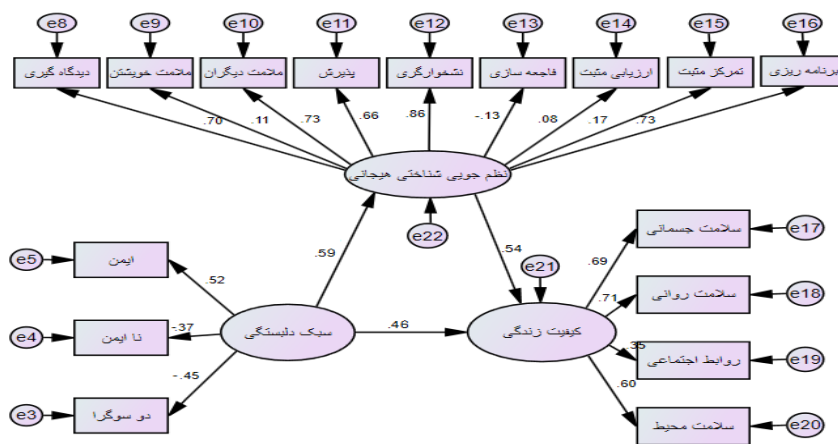 e8 e9 e10 e11 e12 e13 e14 e15 e16
دیدگاه گیری ملامت خویشتن ملامت دیگران پذیرش نشخوارگری فاجعه سازی ارزیابی مثبت تمرکز مثبت برنامه ریزی
.70 .11 .73 .66 .86 -.13 .08 .17 .73
نظم جویی شناختی هیجانی
e22
.59
.54
e21
e5
ایمن
.52
e4
نا ایمن
-.37
e3
دو سوگرا
-.45
سبک دلبستگی
.46
کیفیت زندگی
.69
سلامت جسمانی
e17
.71
سلامت روانی
e18
.35
روابط اجتماعی
e19
.60
سلامت محیط
e20